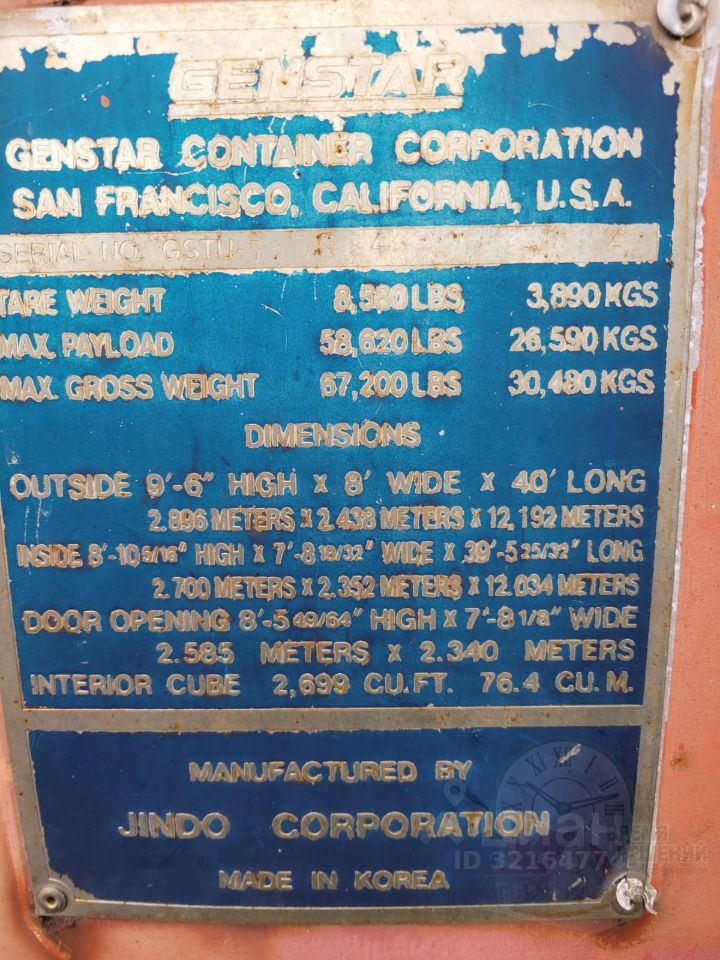 GENSTAR
GENSTAR CONTAINER CORPORATION
SAN FRANCISCO, CALIFORNIA, U.S.A.
SERIAL NO. GSTU-
TARE WEIGHT 8,580 LBS 3,890 KGS
MAX. PAYLOAD 58,620 LBS 26,590 KGS
MAX. GROSS WEIGHT 67,200 LBS 30,480 KGS
DIMENSIONS
OUTSIDE 9'-6" HIGH X 8' WIDE X 40' LONG
2.896 METERS X 2.438 METERS X 12,192 METERS
INSIDE 8'-10 5/16" HIGH X 7'-8 19/32" WIDE X 39'-5 25/32" LONG
2.700 METERS X 2.352 METERS X 12.034 METERS
DOOR OPENING 8'-5 49/64" HIGH X 7'-8 1/8" WIDE
2.585 METERS X 2.340 METERS
INTERIOR CUBE 2,699 CU.FT. 76.4 CU.M.
MANUFACTURED BY
JINDO CORPORATION
MADE IN KOREA
Циан
ID 32164774
ВРЕМЯ